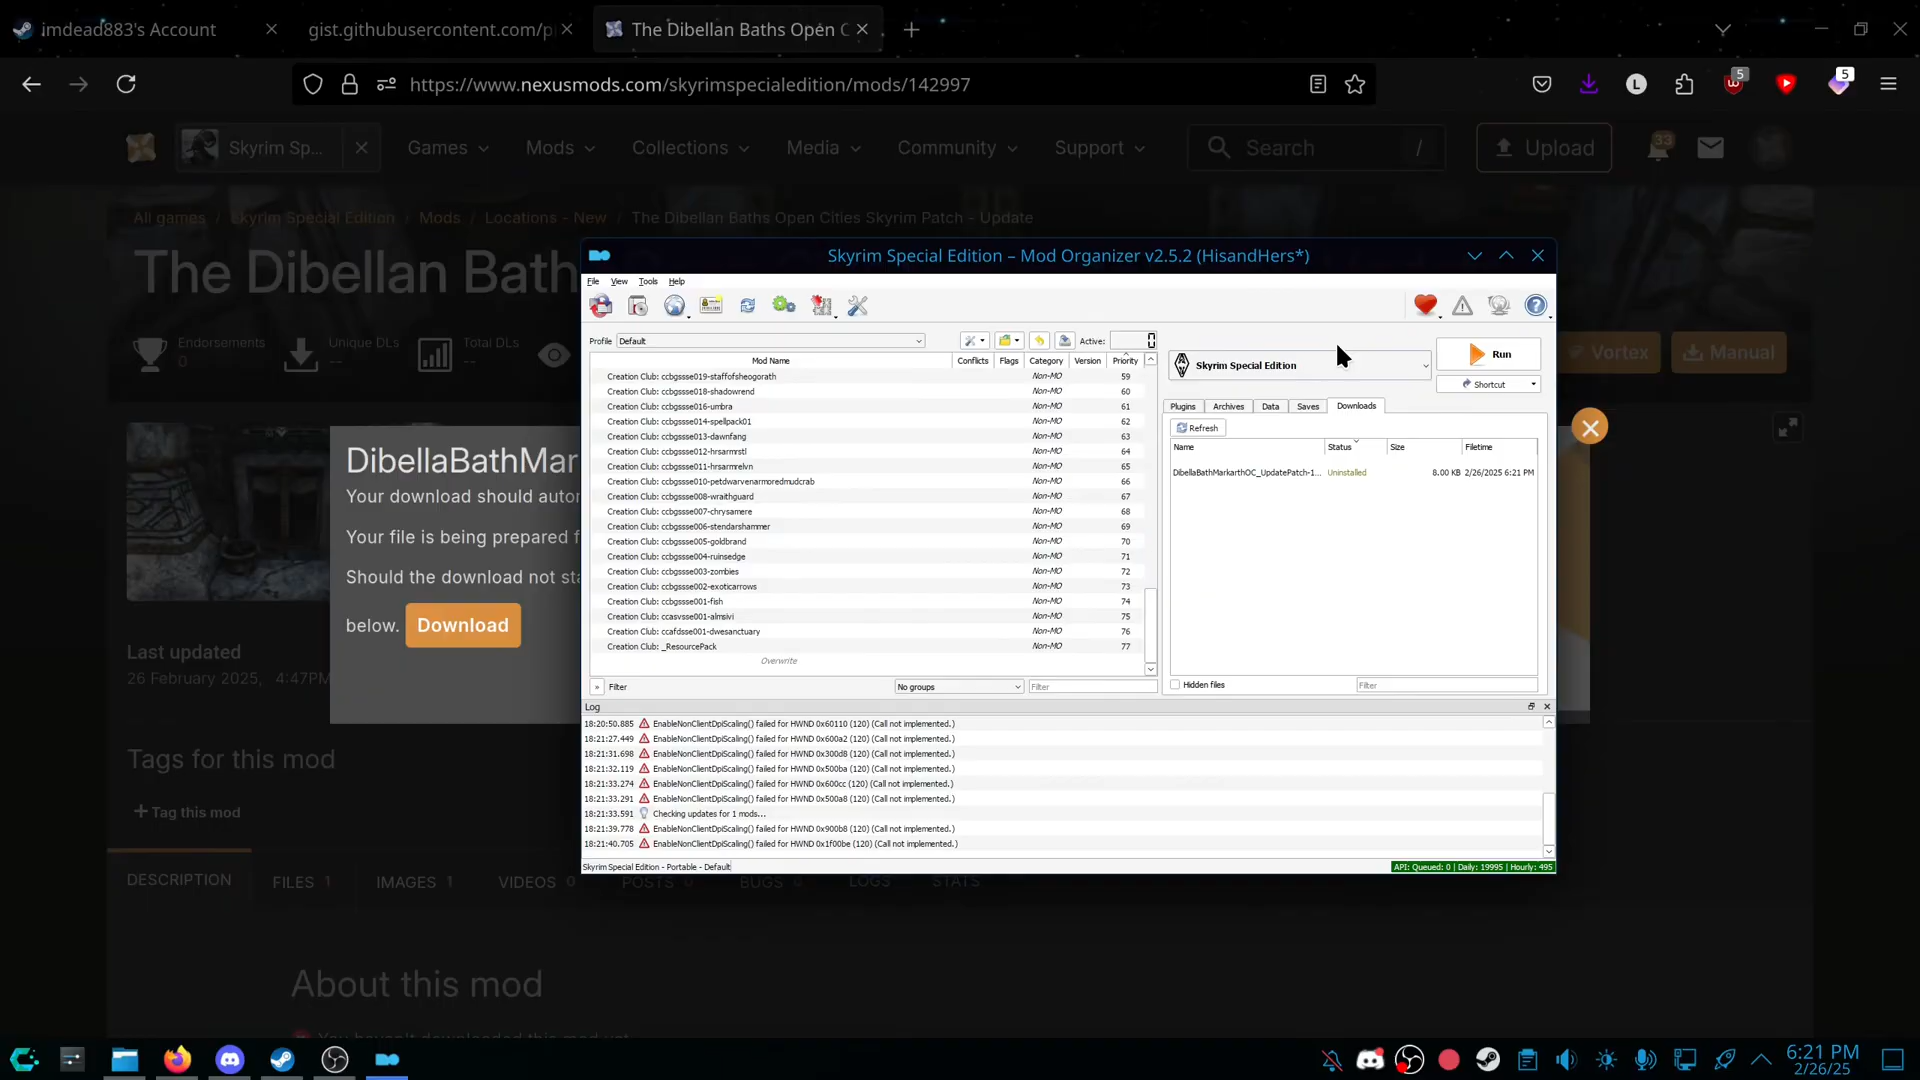 imdead883's Account
gist.githubusercontent.com/p
The Dibellan Baths Open C
https://www.nexusmods.com/skyrimspecialedition/mods/142997
5
5
Skyrim Sp...
Games
Mods
Collections
Media
Community
Support
Search
/
Upload
33
All games / Skyrim Special Edition / Mods / Locations - New / The Dibellan Baths Open Cities Skyrim Patch - Update
The Dibellan Bath
Endorsements
0
Unique DLs
--
Total DLs
--
Vortex
Manual
DibellaBathMar
Your download should autor
Your file is being prepared f
Should the download not sta
below.
Download
Last updated
26 February 2025, 4:47PM
Tags for this mod
+ Tag this mod
DESCRIPTION
FILES 1
IMAGES 1
VIDEOS 0
POSTS 0
BUGS 0
LOGS
STATS
About this mod
You haven't downloaded this mod yet
Skyrim Special Edition – Mod Organizer v2.5.2 (HisandHers*)
File View Tools Help
Profile Default
Active: 0
Mod Name Conflicts Flags Category Version Priority
Creation Club: ccbgssse019-staffofsheogorath Non-MO 59
Creation Club: ccbgssse018-shadowrend Non-MO 60
Creation Club: ccbgssse016-umbra Non-MO 61
Creation Club: ccbgssse014-spellpack01 Non-MO 62
Creation Club: ccbgssse013-dawnfang Non-MO 63
Creation Club: ccbgssse012-hrsarmrstl Non-MO 64
Creation Club: ccbgssse011-hrsarmrelvn Non-MO 65
Creation Club: ccbgssse010-petdwarvenarmoredmudcrab Non-MO 66
Creation Club: ccbgssse008-wraithguard Non-MO 67
Creation Club: ccbgssse007-chrysamere Non-MO 68
Creation Club: ccbgssse006-stendarshammer Non-MO 69
Creation Club: ccbgssse005-goldbrand Non-MO 70
Creation Club: ccbgssse004-ruinsedge Non-MO 71
Creation Club: ccbgssse003-zombies Non-MO 72
Creation Club: ccbgssse002-exoticarrows Non-MO 73
Creation Club: ccbgssse001-fish Non-MO 74
Creation Club: ccasvsse001-almsivi Non-MO 75
Creation Club: ccafdsse001-dwesanctuary Non-MO 76
Creation Club: _ResourcePack Non-MO 77
Overwrite
» Filter
No groups
Filter
Skyrim Special Edition
Run
Shortcut
Plugins Archives Data Saves Downloads
Refresh
Name Status Size Filetime
DibellaBathMarkarthOC_UpdatePatch-1... Uninstalled 8.00 KB 2/26/2025 6:21 PM
Hidden files
Filter
Log
18:20:50.885 EnableNonClientDpiScaling() failed for HWND 0x60110 (120) (Call not implemented.)
18:21:27.449 EnableNonClientDpiScaling() failed for HWND 0x600a2 (120) (Call not implemented.)
18:21:31.698 EnableNonClientDpiScaling() failed for HWND 0x300d8 (120) (Call not implemented.)
18:21:32.119 EnableNonClientDpiScaling() failed for HWND 0x500ba (120) (Call not implemented.)
18:21:33.274 EnableNonClientDpiScaling() failed for HWND 0x600cc (120) (Call not implemented.)
18:21:33.291 EnableNonClientDpiScaling() failed for HWND 0x500a8 (120) (Call not implemented.)
18:21:33.591 Checking updates for 1 mods...
18:21:39.778 EnableNonClientDpiScaling() failed for HWND 0x900b8 (120) (Call not implemented.)
18:21:40.705 EnableNonClientDpiScaling() failed for HWND 0x1f00be (120) (Call not implemented.)
Skyrim Special Edition - Portable - Default
API: Queued: 0 | Daily: 19995 | Hourly: 495
6:21 PM
2/26/25